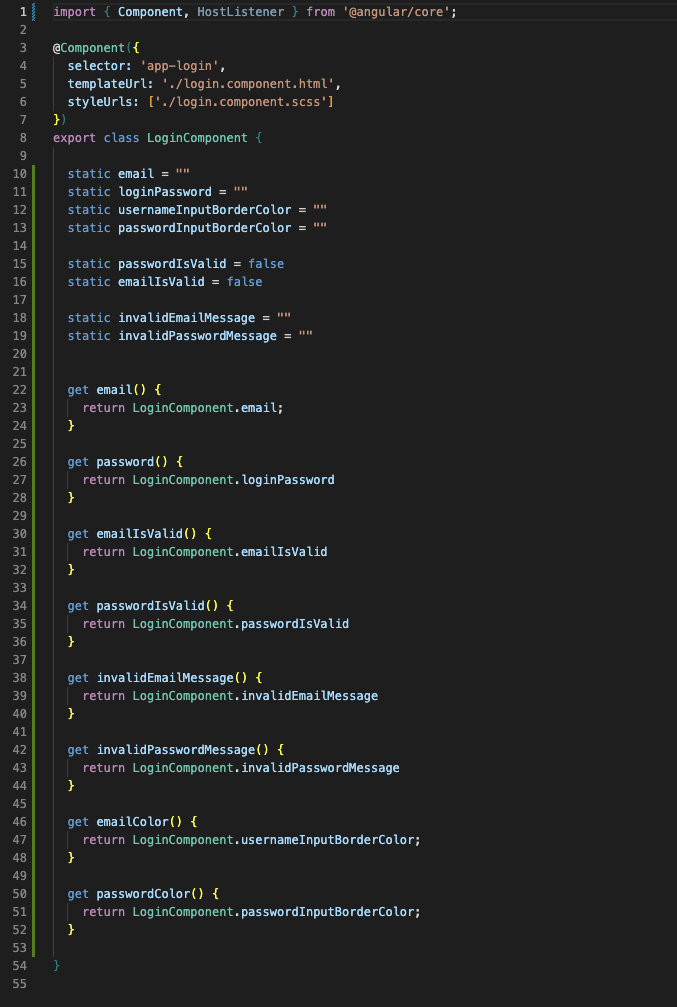 1 import { Component, HostListener } from '@angular/core';
2
3 @Component({
4 selector: 'app-login',
5 templateUrl: './login.component.html',
6 styleUrls: ['./login.component.scss']
7 })
8 export class LoginComponent {
9
10 static email = ""
11 static loginPassword = ""
12 static usernameInputBorderColor = ""
13 static passwordInputBorderColor = ""
14
15 static passwordIsValid = false
16 static emailIsValid = false
17
18 static invalidEmailMessage = ""
19 static invalidPasswordMessage = ""
20
21
22 get email() {
23 return LoginComponent.email;
24 }
25
26 get password() {
27 return LoginComponent.loginPassword
28 }
29
30 get emailIsValid() {
31 return LoginComponent.emailIsValid
32 }
33
34 get passwordIsValid() {
35 return LoginComponent.passwordIsValid
36 }
37
38 get invalidEmailMessage() {
39 return LoginComponent.invalidEmailMessage
40 }
41
42 get invalidPasswordMessage() {
43 return LoginComponent.invalidPasswordMessage
44 }
45
46 get emailColor() {
47 return LoginComponent.usernameInputBorderColor;
48 }
49
50 get passwordColor() {
51 return LoginComponent.passwordInputBorderColor;
52 }
53
54 }
55